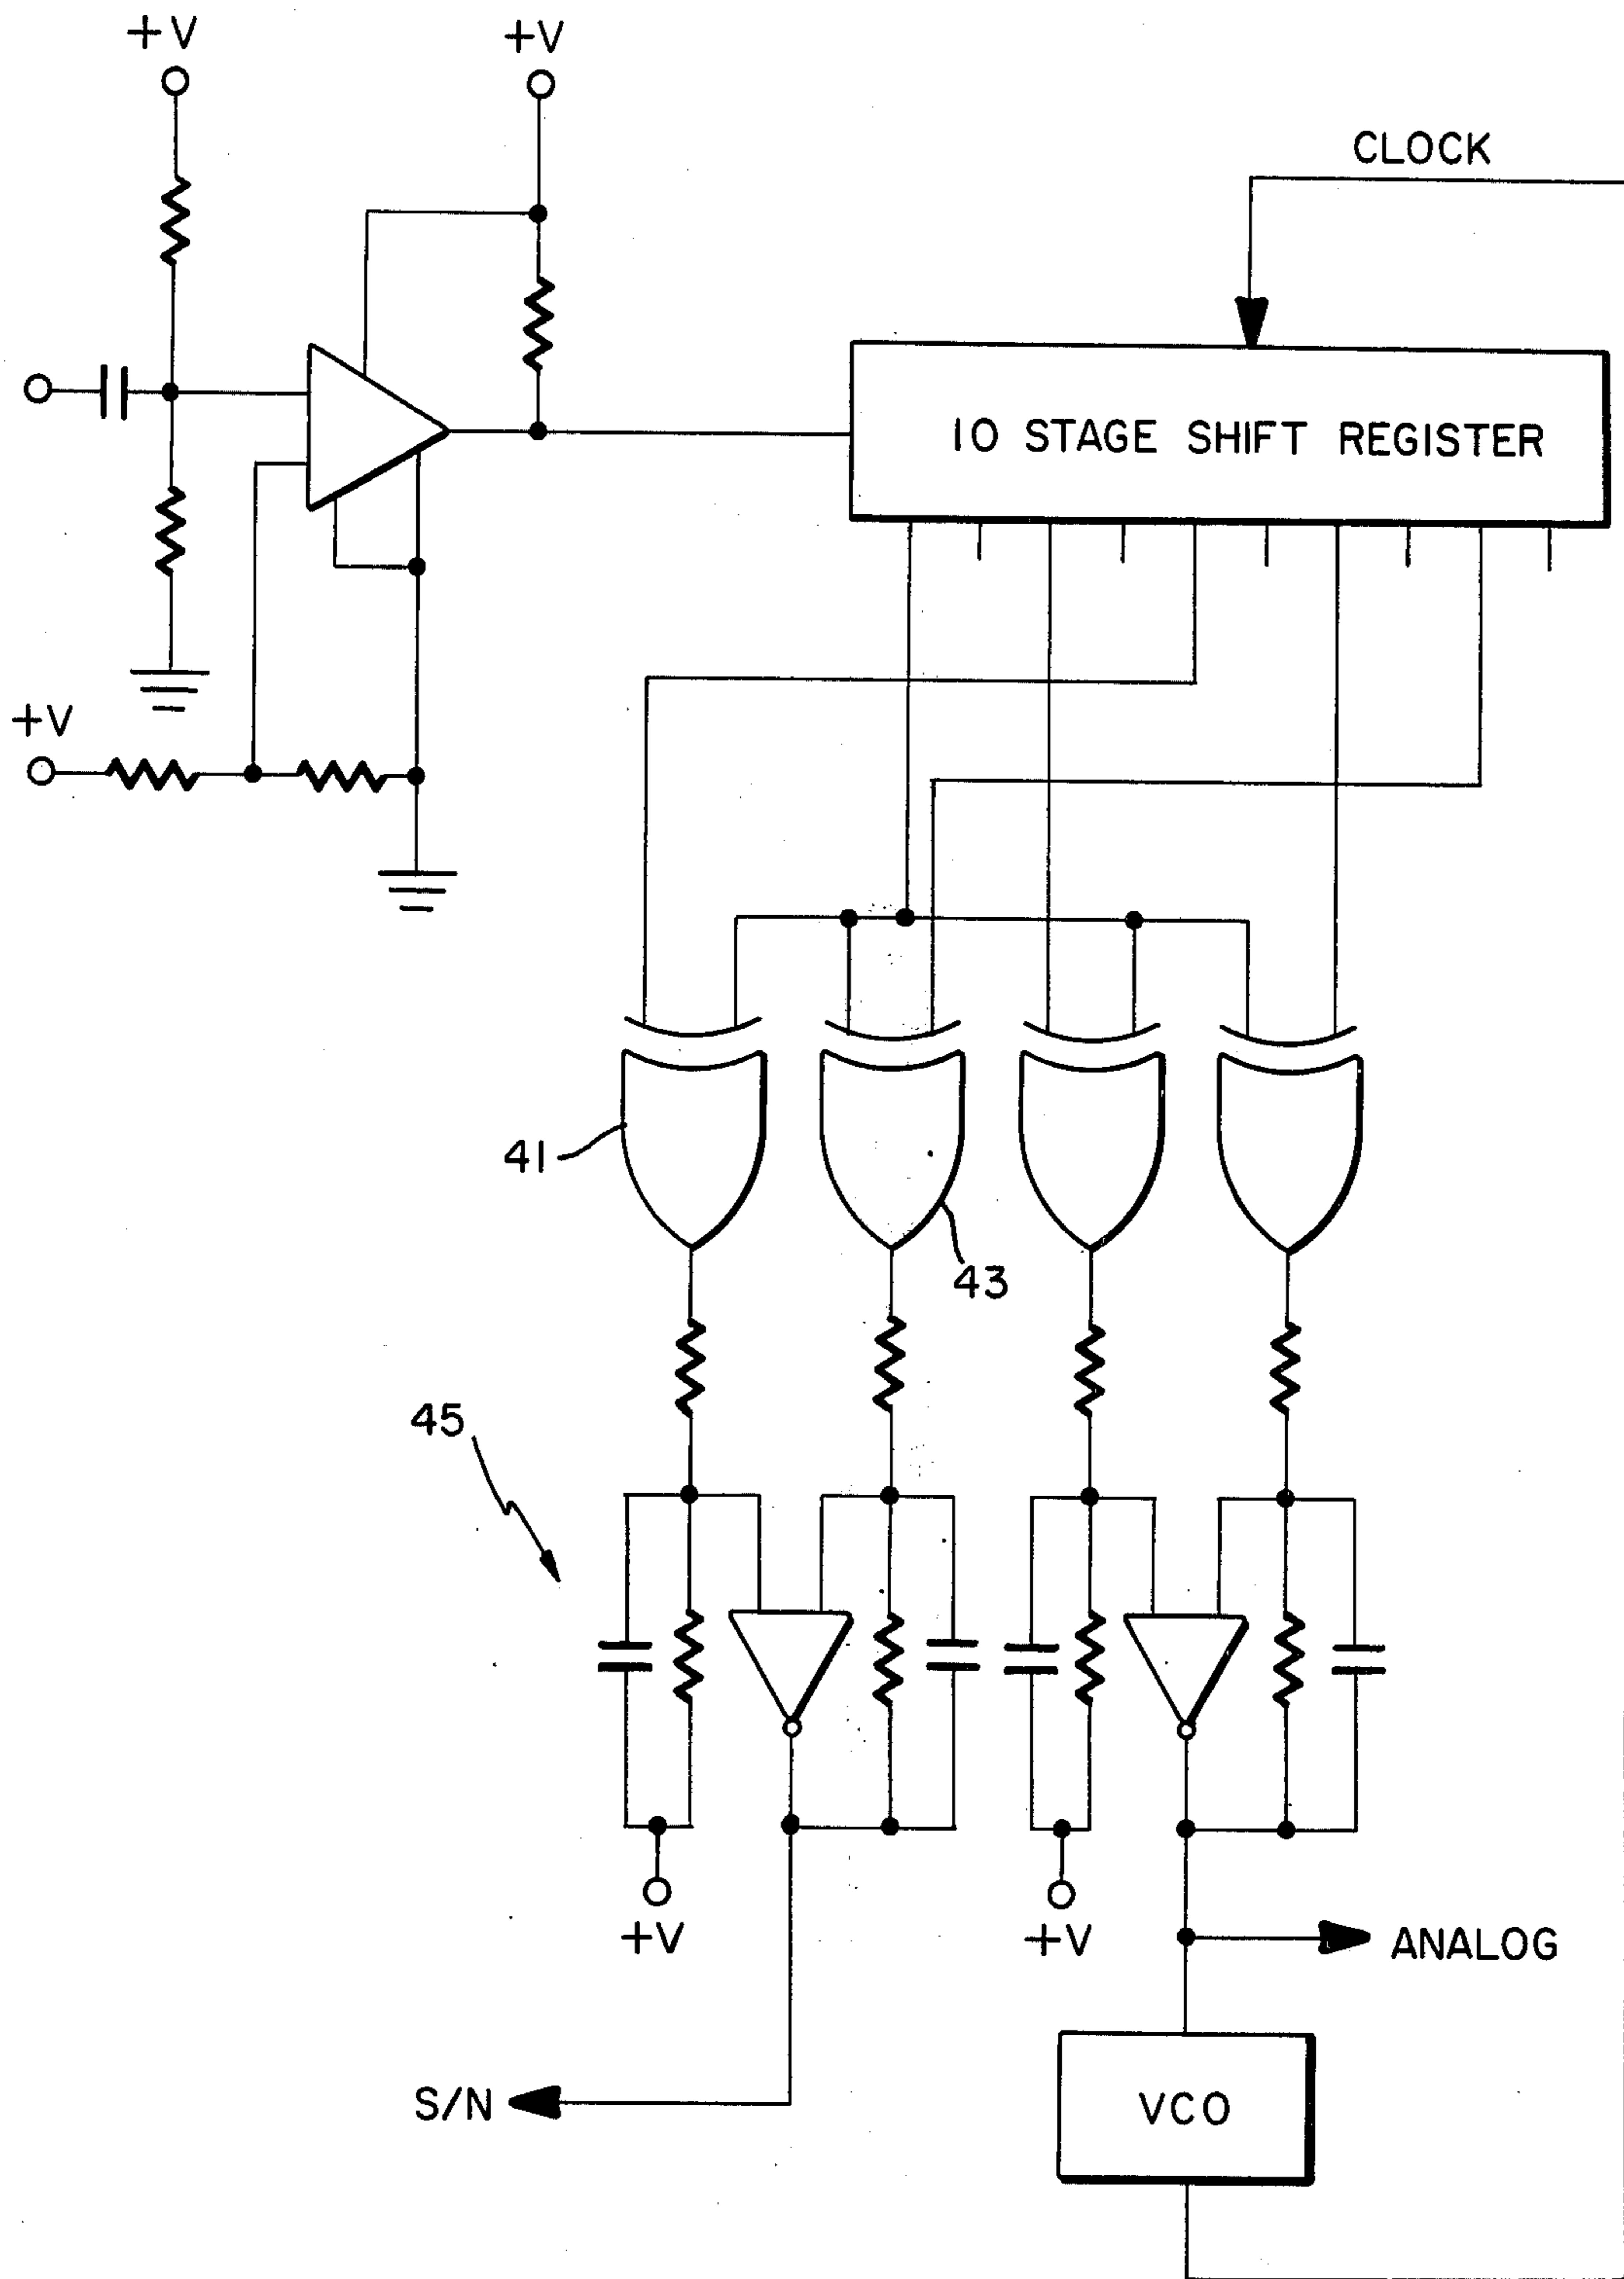 +V
+V
CLOCK
10 STAGE SHIFT REGISTER
+V
41
43
45
+V
+V
ANALOG
S/N
VCO